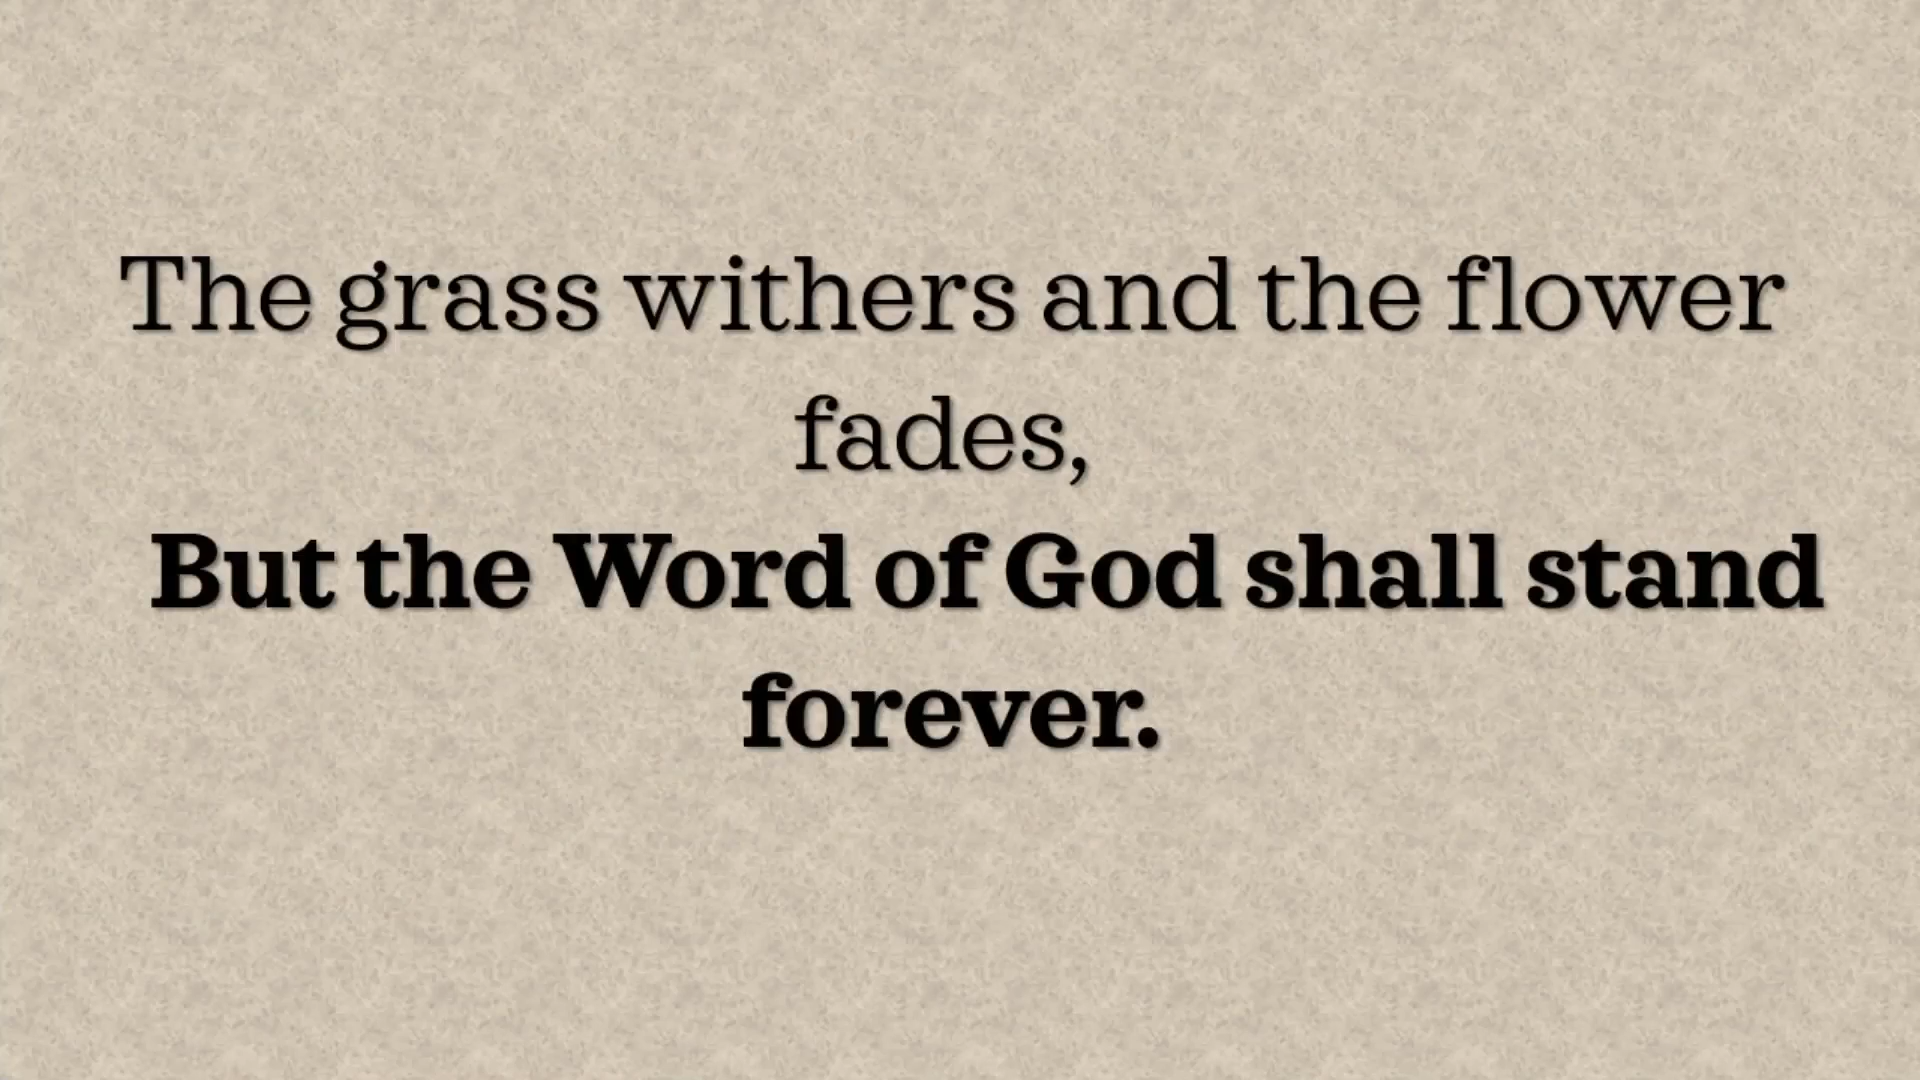 The grass withers and the flower
fades,
But the Word of God shall stand
forever.